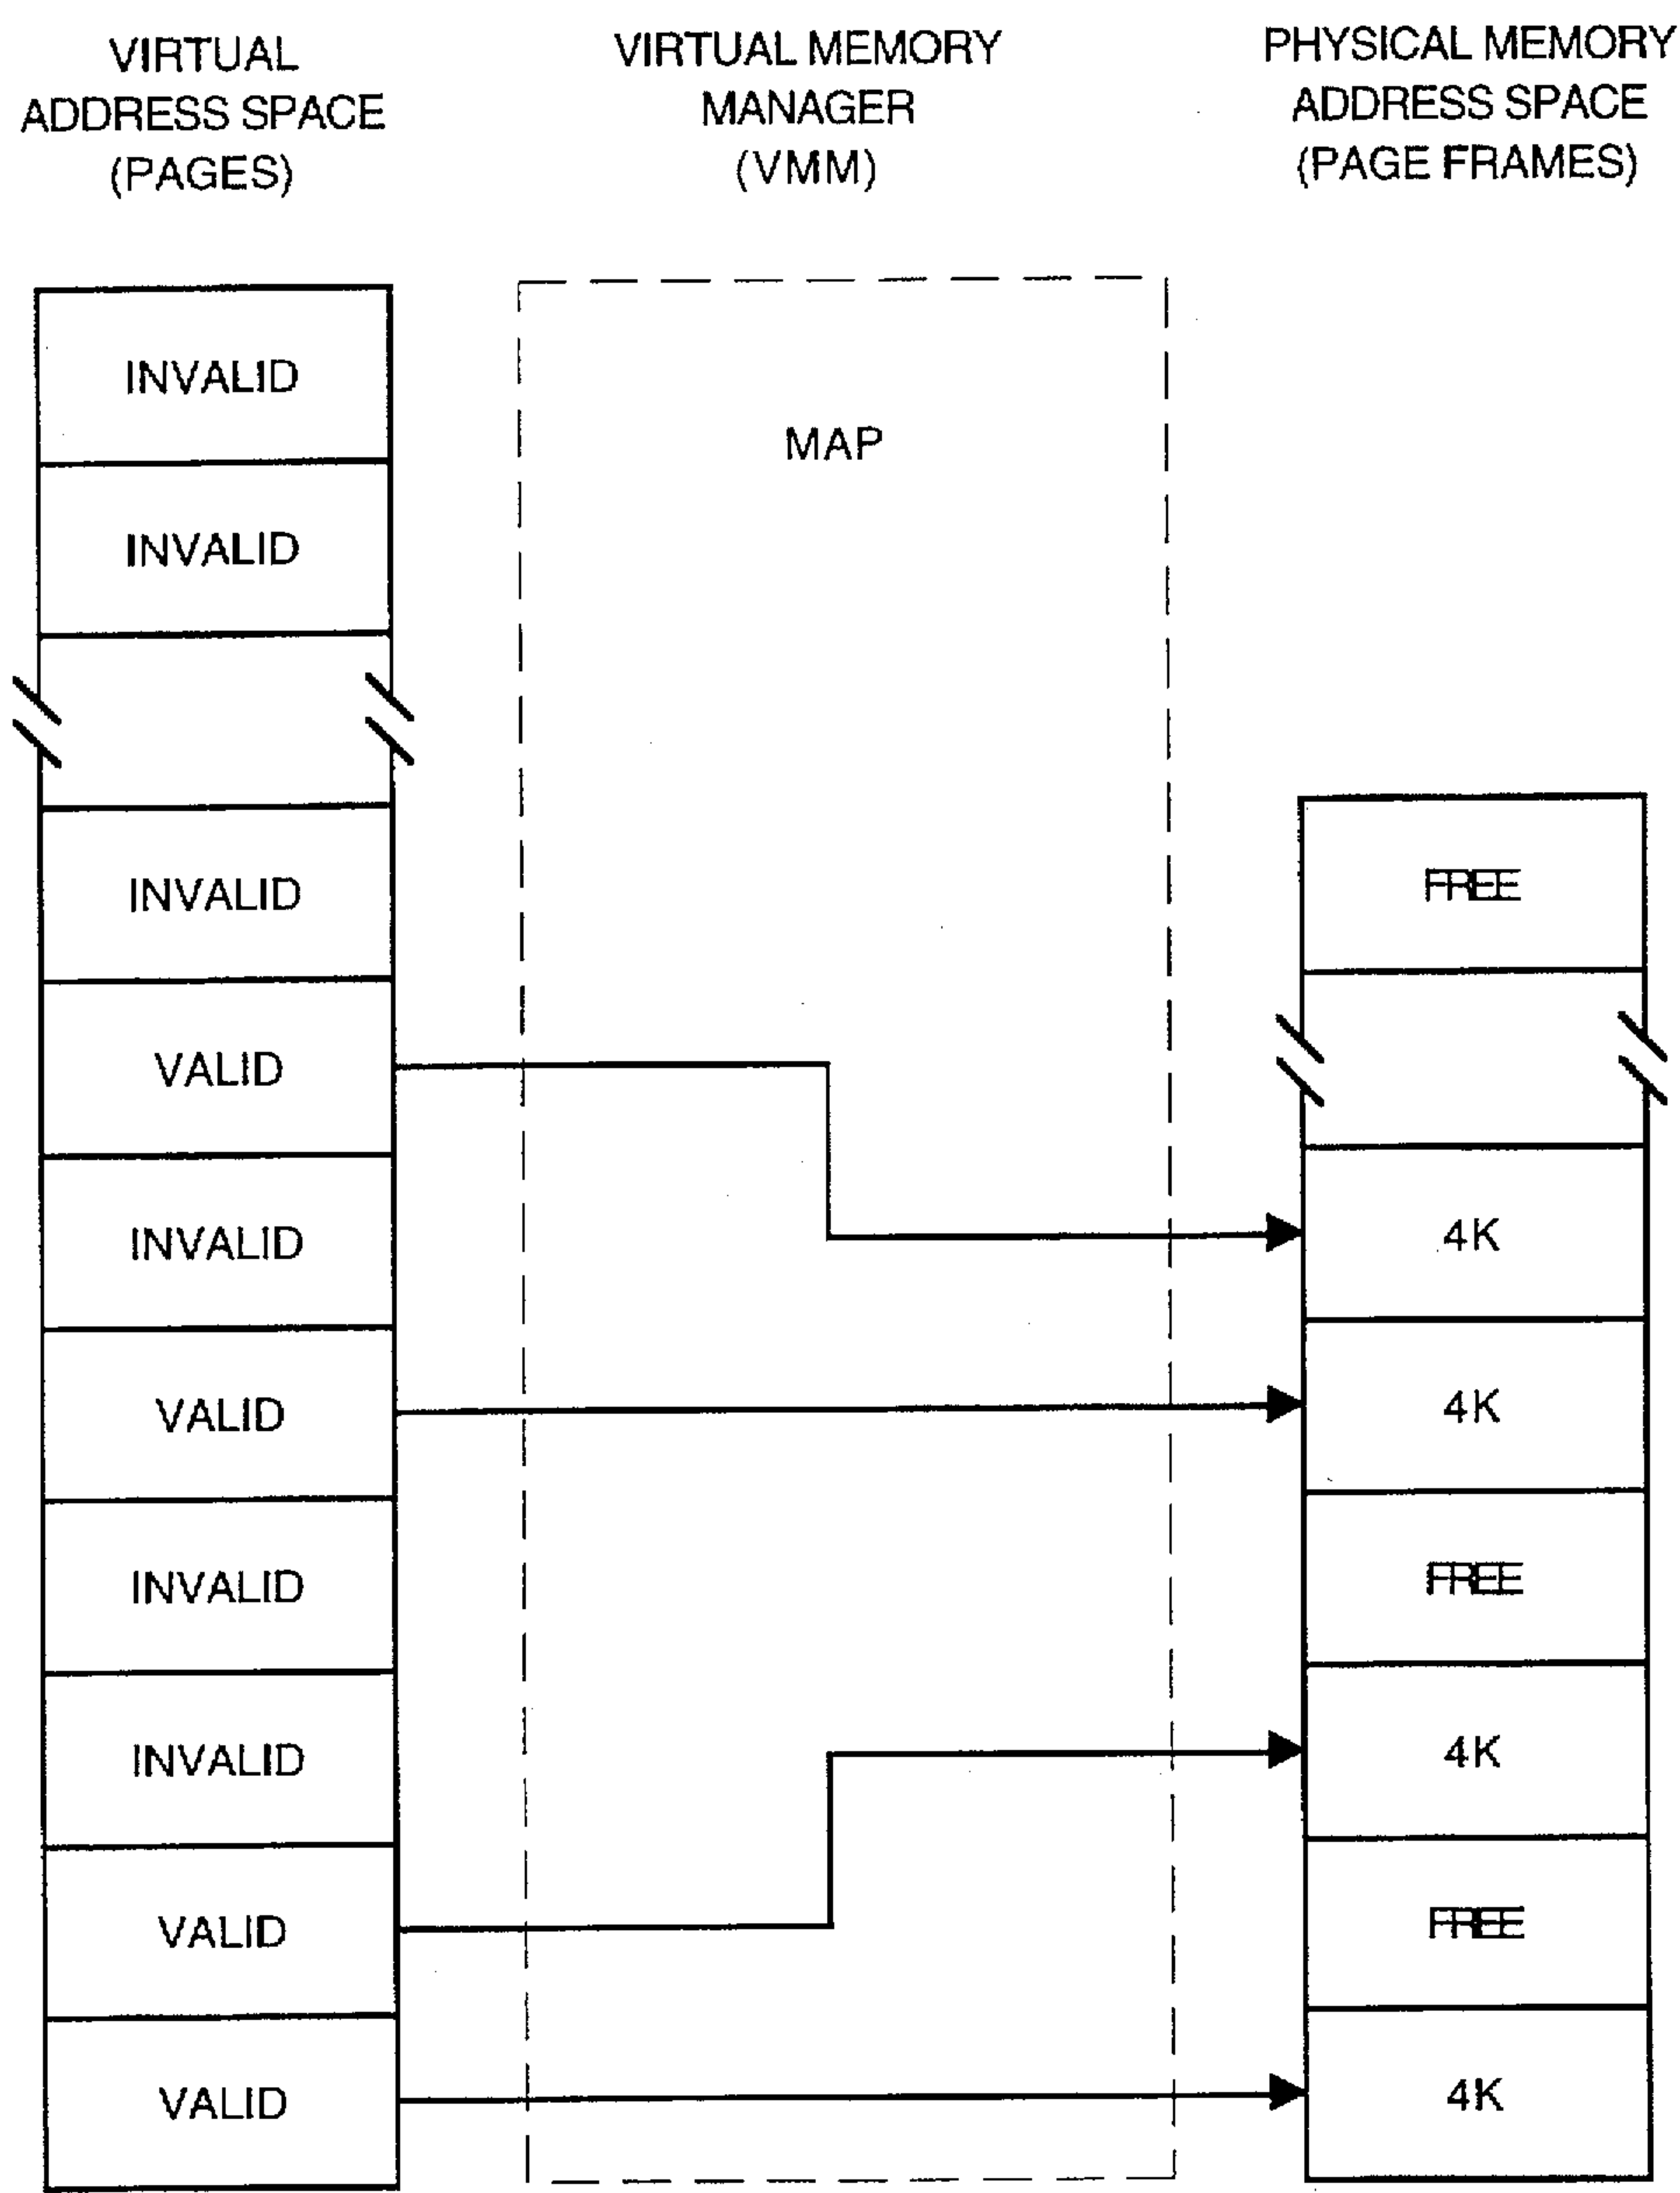 VIRTUAL
ADDRESS SPACE
(PAGES)
VIRTUAL MEMORY
MANAGER
(VMM)
PHYSICAL MEMORY
ADDRESS SPACE
(PAGE FRAMES)
INVALID
INVALID
INVALID
VALID
INVALID
VALID
INVALID
INVALID
VALID
VALID
MAP
FREE
4K
4K
FREE
4K
FREE
4K